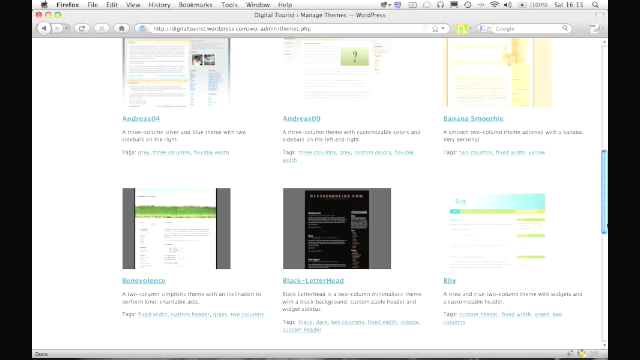 Firefox File Edit View History Bookmarks Tools Window Help (100%) Sat 16:13
Digital Tourist › Manage Themes — WordPress
http://digitaltourist.wordpress.com/wp-admin/themes.php Google
Andreas04 Andreas09 Banana Smoothie
A three-column silver and blue theme with two A three-column theme with customizable colors and A smooth two-column theme adorned with a banana.
sidebars on the right. sidebars on the left and right Very personal.
Tags: grey, three columns, flexible width Tags: three columns, grey, custom colors, flexible Tags: two columns, fixed width, yellow
width
BLACKLETTERHEAD.COM Blix
Benevolence Black-LetterHead Blix
A two-column simplistic theme with an inclination to Black Letterhead is a two-column minimalistic theme A tried and true two-column theme with widgets and
perform kind, charitable acts. with a black background, customizable header and a customizable header.
Tags: fixed width, custom header, grass, two columns widget sidebar. Tags: custom header, fixed width, green, two
Tags: black, dark, two columns, fixed width, orange, columns
custom header
Done